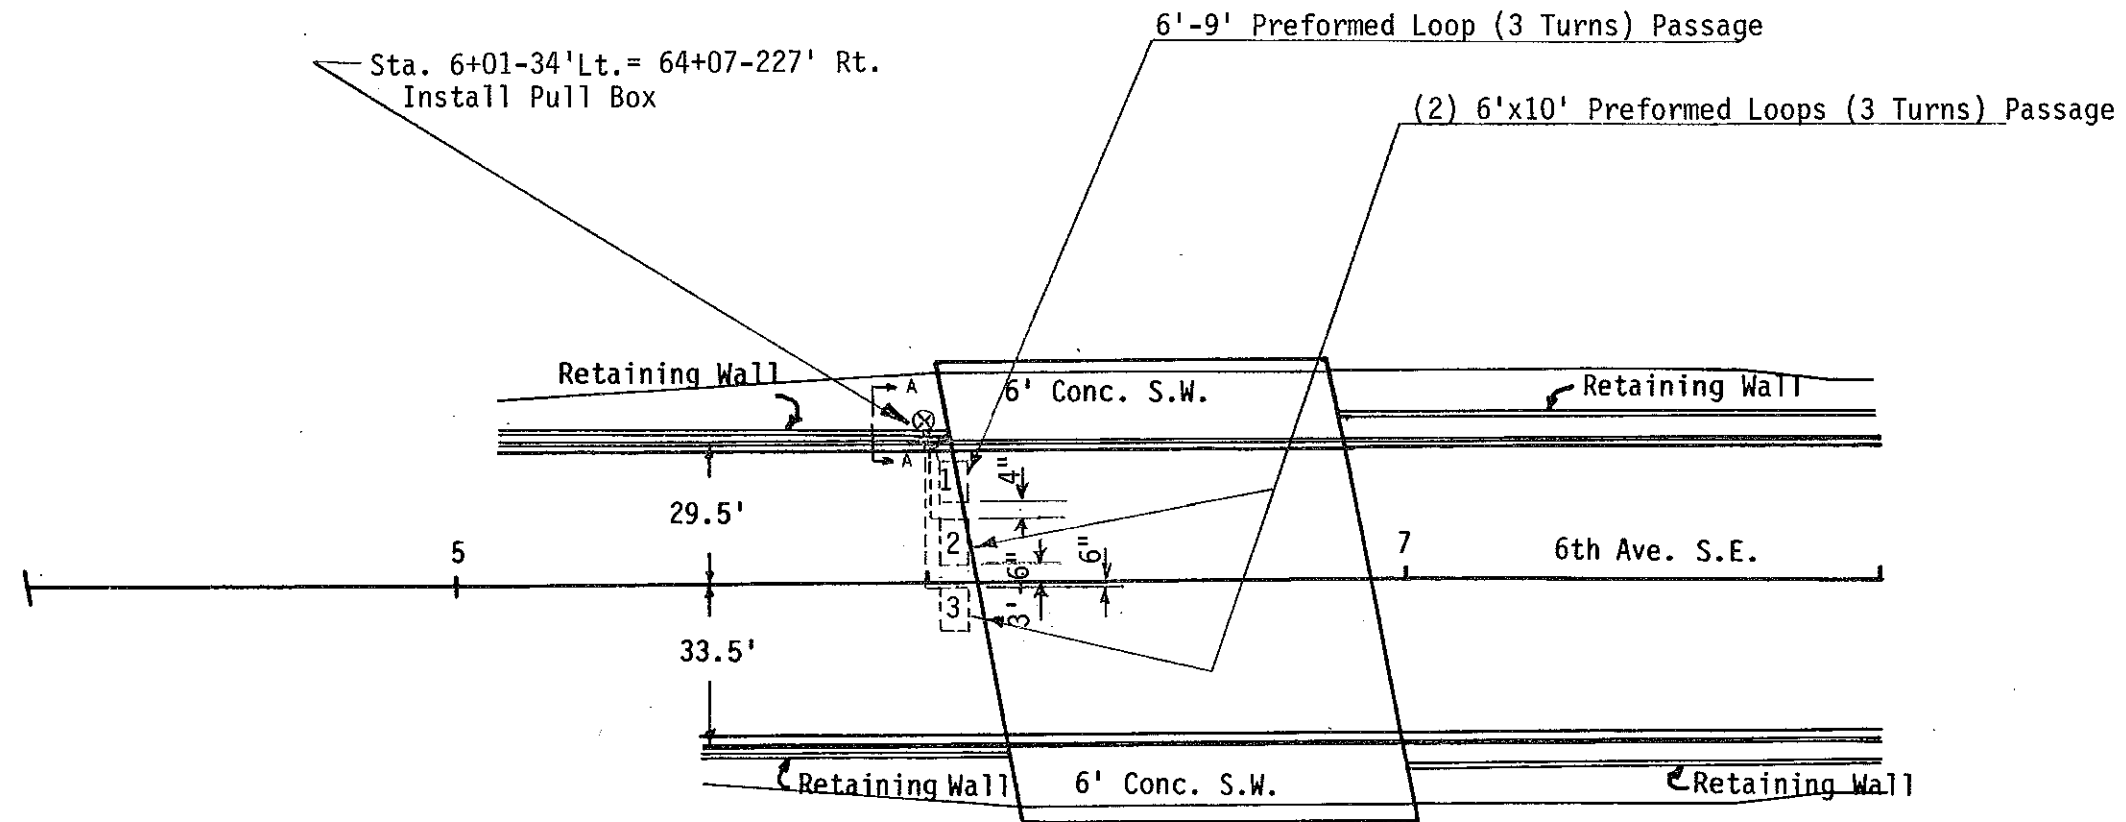 6'-9' Preformed Loop (3 Turns) Passage
Sta. 6+01-34'Lt.= 64+07-227' Rt.
Install Pull Box
(2) 6'x10' Preformed Loops (3 Turns) Passage
Retaining Wall
A
6' Conc. S.W.
Retaining Wall
A
1
4"
29.5'
2
5
7
6th Ave. S.E.
3'-6"
6"
3
33.5'
Retaining Wall
6' Conc. S.W.
Retaining Wall